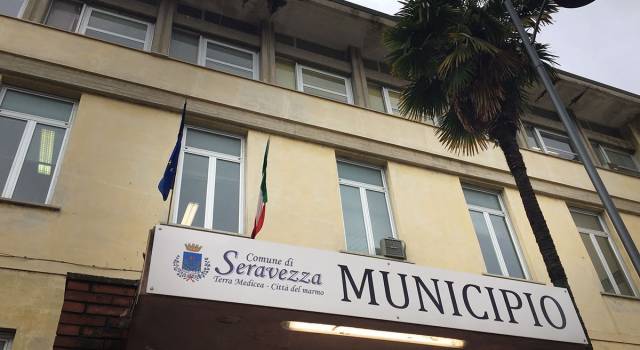 Comune di
Seravezza
Terra Medicea - Città del marmo
MUNICIPIO